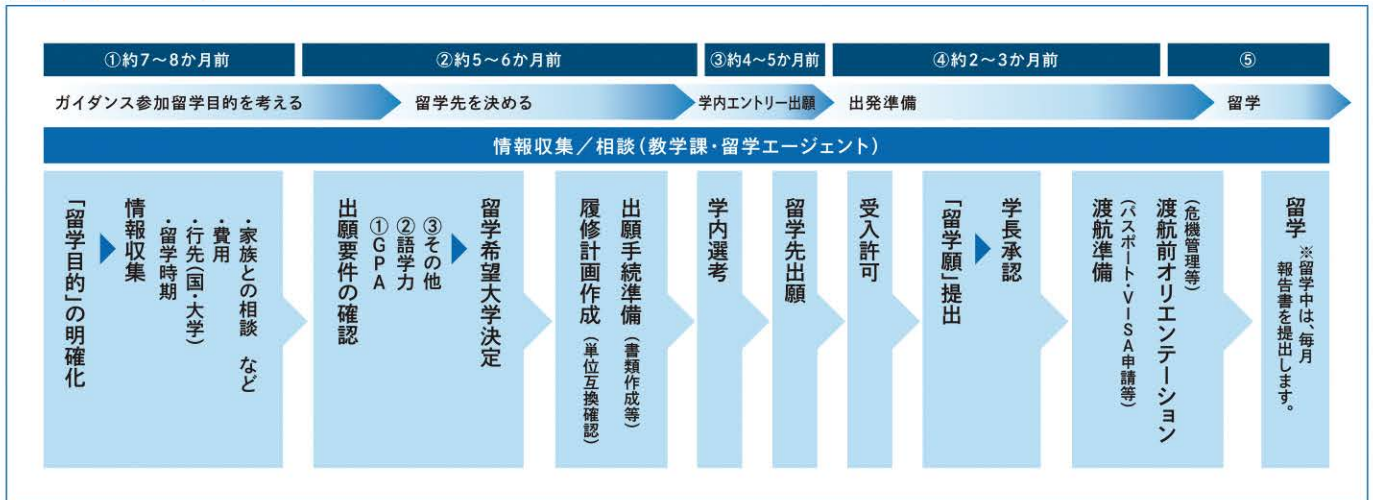 ①約7～8か月前
②約5～6か月前
③約4～5か月前
④約2～3か月前
⑤
ガイダンス参加留学目的を考える
留学先を決める
学内エントリー出願
出発準備
留学
情報収集／相談（教学課・留学エージェント）
「留学目的」の明確化
情報収集
・留学時期
・行先（国・大学）
・費用
・家族との相談 など
出願要件の確認
①GPA
②語学力
③その他
留学希望大学決定
履修計画作成（単位互換確認）
出願手続準備（書類作成等）
学内選考
留学先出願
受入許可
「留学願」提出
学長承認
渡航準備
（パスポート・VISA申請等）
渡航前オリエンテーション
（危機管理等）
留学
※留学中は、毎月
報告書を提出します。